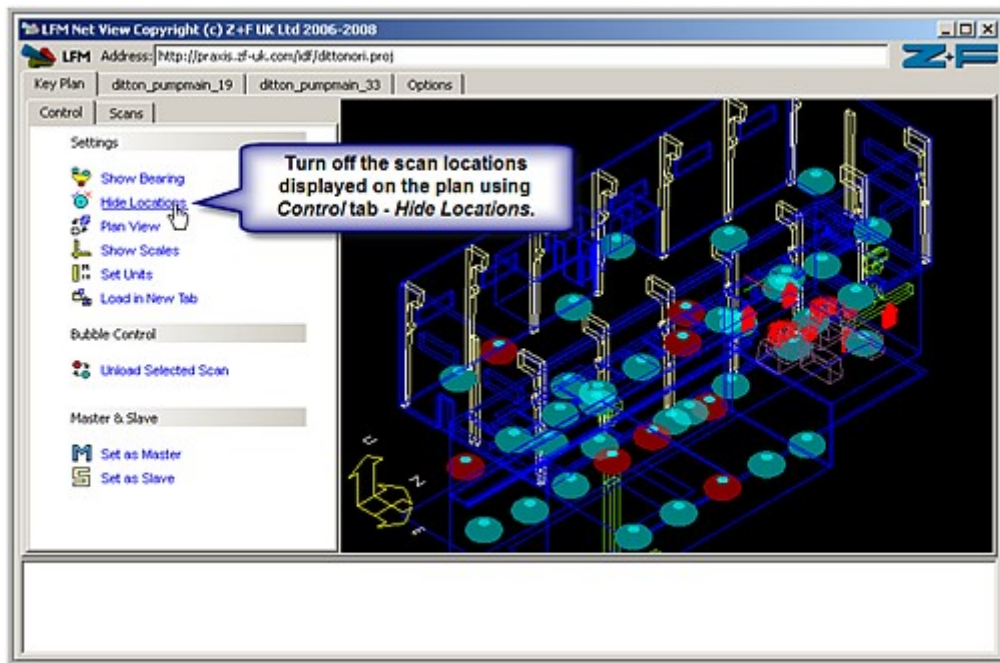 LFM Net View Copyright (c) Z+F UK Ltd 2006-2008
LFM Address: http://praxis.zf-uk.com/idf/dittonori.proj
Z+F
Key Plan ditton_pumpmain_19 ditton_pumpmain_33 Options
Control Scans
Settings
Show Bearing
Hide Locations
Plan View
Show Scales
Set Units
Load in New Tab
Bubble Control
Unload Selected Scan
Master & Slave
Set as Master
Set as Slave
Turn off the scan locations
displayed on the plan using
Control tab - Hide Locations.
U
N
E